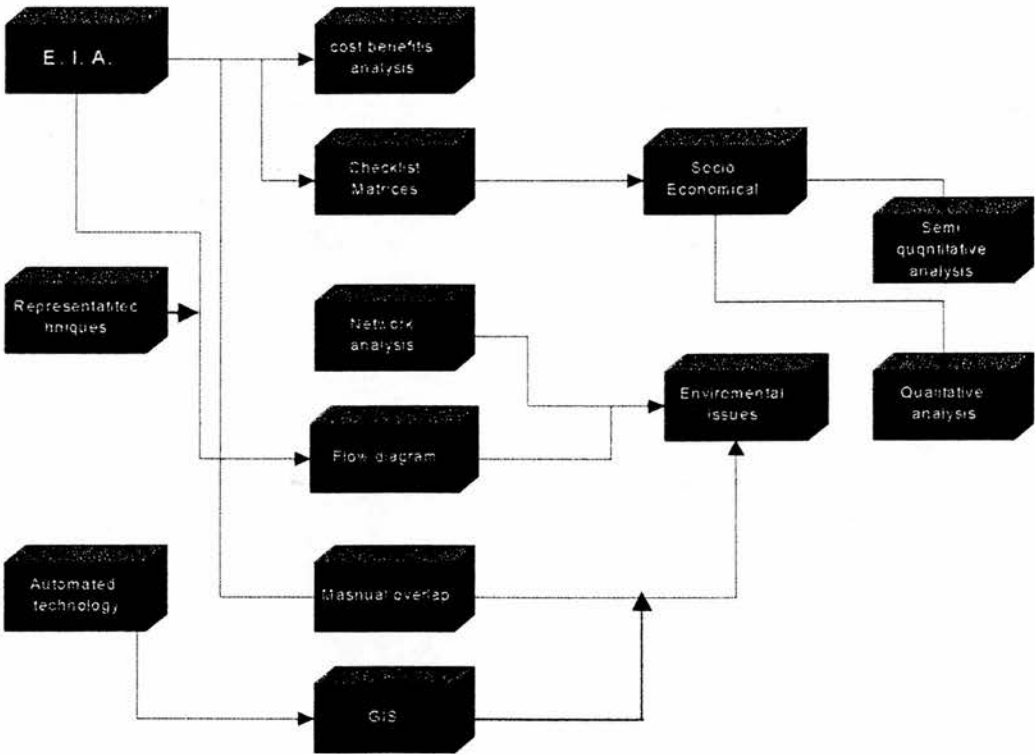 E. I. A.
cost benefitis
analysis
Checklist
Matrices
Socio
Economical
Semi
quqntitative
analysis
Representatitec
hniques
Network
analysis
Enviromental
issues
Qualitative
analysis
Flow diagram
Automated
technology
Masnual overlap
GIS